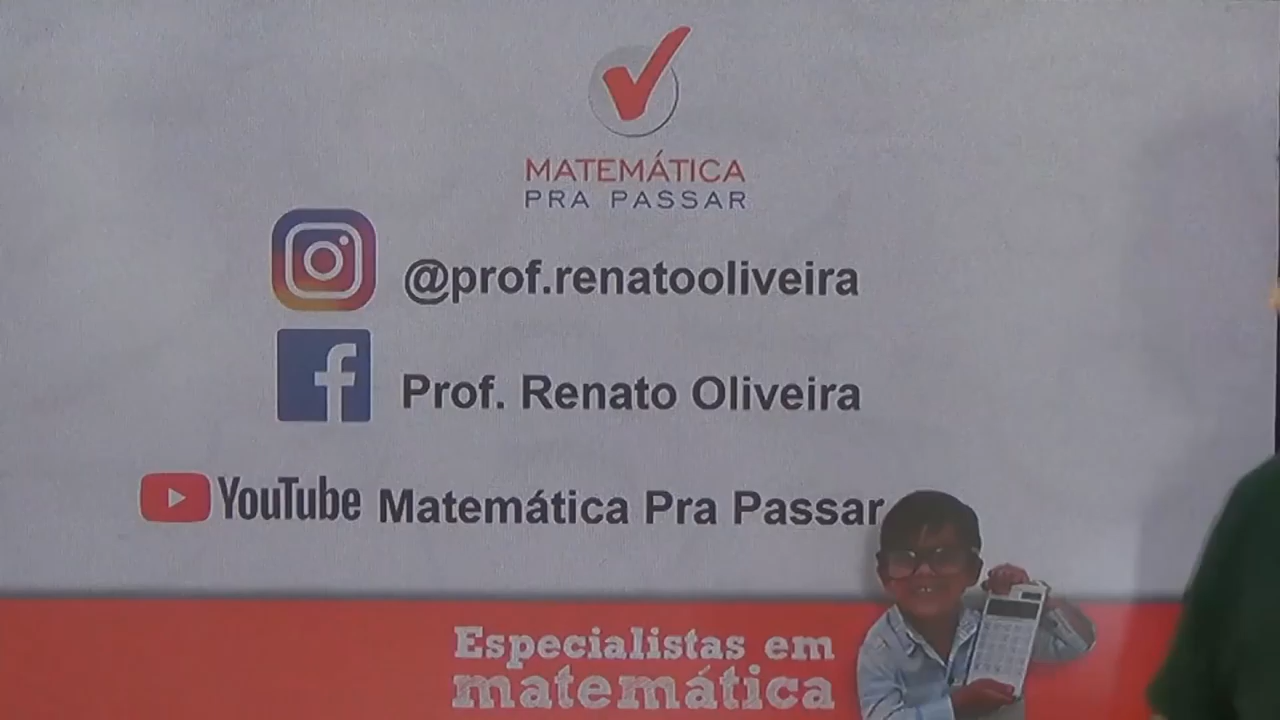 MATEMÁTICA
PRA PASSAR
@prof.renatooliveira
Prof. Renato Oliveira
YouTube Matemática Pra Passar
Especialistas em
matemática